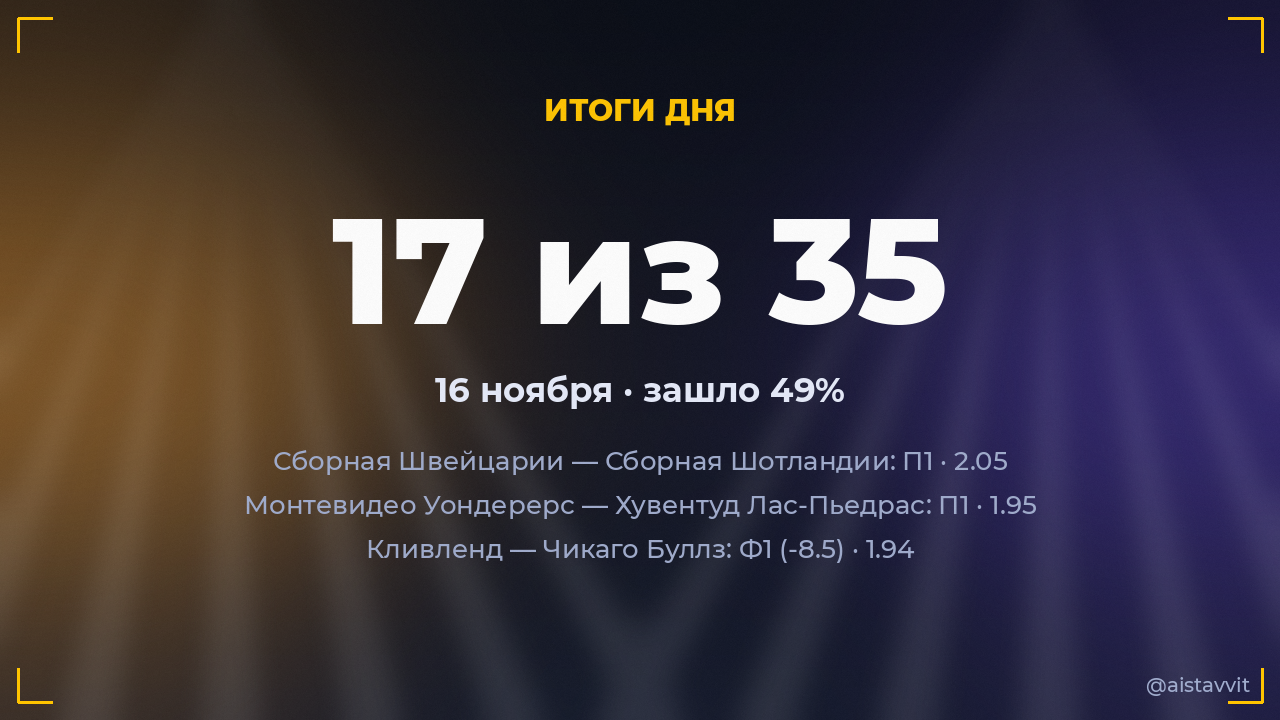 ИТОГИ ДНЯ
17 из 35
16 ноября · зашло 49%
Сборная Швейцарии — Сборная Шотландии: П1 · 2.05
Монтевидео Уондерерс — Хувентуд Лас-Пьедрас: П1 · 1.95
Кливленд — Чикаго Буллз: Ф1 (-8.5) · 1.94
@aistavvit